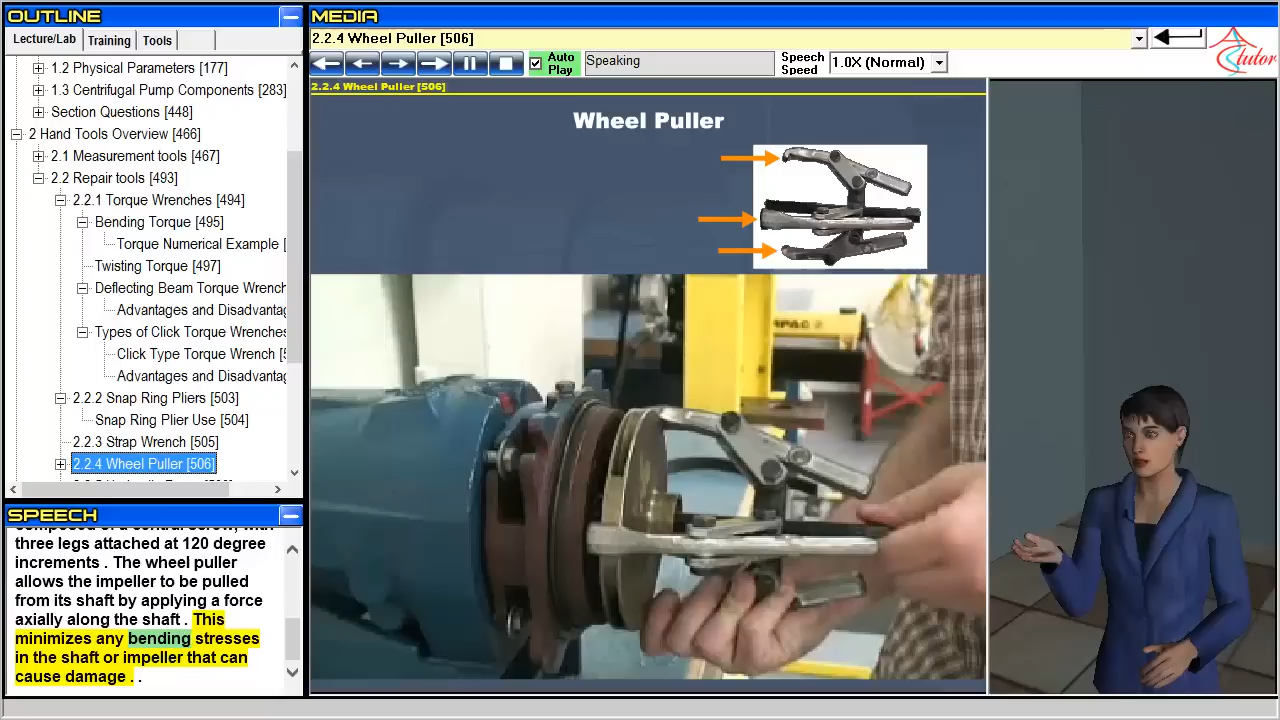 OUTLINE
Lecture/Lab
Training
Tools
1.2 Physical Parameters [177]
1.3 Centrifugal Pump Components [283]
Section Questions [448]
2 Hand Tools Overview [466]
2.1 Measurement tools [467]
2.2 Repair tools [493]
2.2.1 Torque Wrenches [494]
Bending Torque [495]
Torque Numerical Example [
Twisting Torque [497]
Deflecting Beam Torque Wrench
Advantages and Disadvantag
Types of Click Torque Wrenches
Click Type Torque Wrench [
Advantages and Disadvantag
2.2.2 Snap Ring Pliers [503]
Snap Ring Plier Use [504]
2.2.3 Strap Wrench [505]
2.2.4 Wheel Puller [506]
SPEECH
three legs attached at 120 degree
increments . The wheel puller
allows the impeller to be pulled
from its shaft by applying a force
axially along the shaft . This
minimizes any bending stresses
in the shaft or impeller that can
cause damage . .
MEDIA
2.2.4 Wheel Puller [506]
Auto
Play
Speaking
Speech
Speed
1.0X (Normal)
tutor
2.2.4 Wheel Puller [506]
Wheel Puller